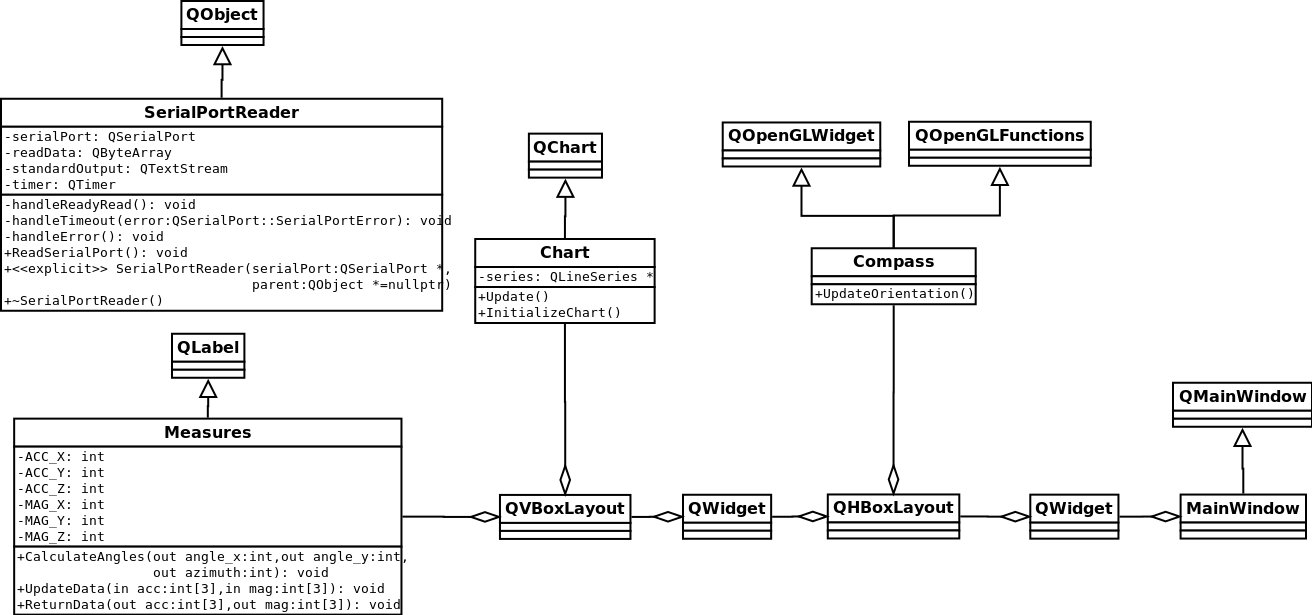 QObject
SerialPortReader
-serialPort: QSerialPort
-readData: QByteArray
-standardOutput: QTextStream
-timer: QTimer
-handleReadyRead(): void
-handleTimeout(error:QSerialPort::SerialPortError): void
-handleError(): void
+ReadSerialPort(): void
+<<explicit>> SerialPortReader(serialPort:QSerialPort *,
parent:QObject *=nullptr)
+~SerialPortReader()
QLabel
Measures
-ACC_X: int
-ACC_Y: int
-ACC_Z: int
-MAG_X: int
-MAG_Y: int
-MAG_Z: int
+CalculateAngles(out angle_x:int,out angle_y:int,
out azimuth:int): void
+UpdateData(in acc:int[3],in mag:int[3]): void
+ReturnData(out acc:int[3],out mag:int[3]): void
QChart
Chart
-series: QLineSeries *
+Update()
+InitializeChart()
QVBoxLayout
QWidget
QOpenGLWidget
QOpenGLFunctions
Compass
+UpdateOrientation()
QHBoxLayout
QWidget
QMainWindow
MainWindow